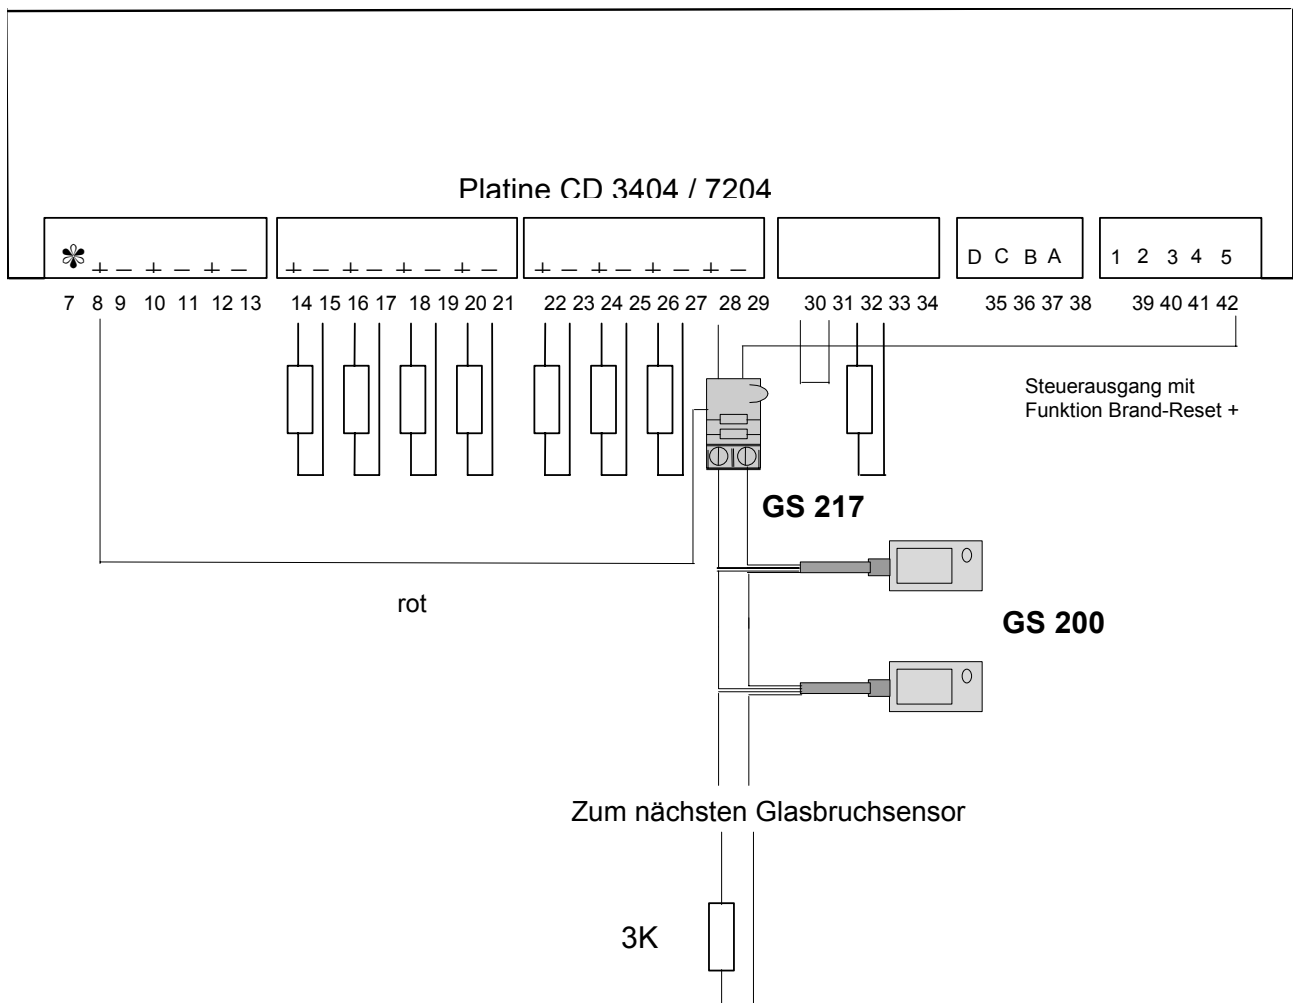 Platine CD 3404 / 7204
✻ + – + – + – + – + – + – + – + – + – + – + – D C B A 1 2 3 4 5
7 8 9 10 11 12 13 14 15 16 17 18 19 20 21 22 23 24 25 26 27 28 29 30 31 32 33 34 35 36 37 38 39 40 41 42
Steuerausgang mit
Funktion Brand-Reset +
GS 217
rot
GS 200
Zum nächsten Glasbruchsensor
3K